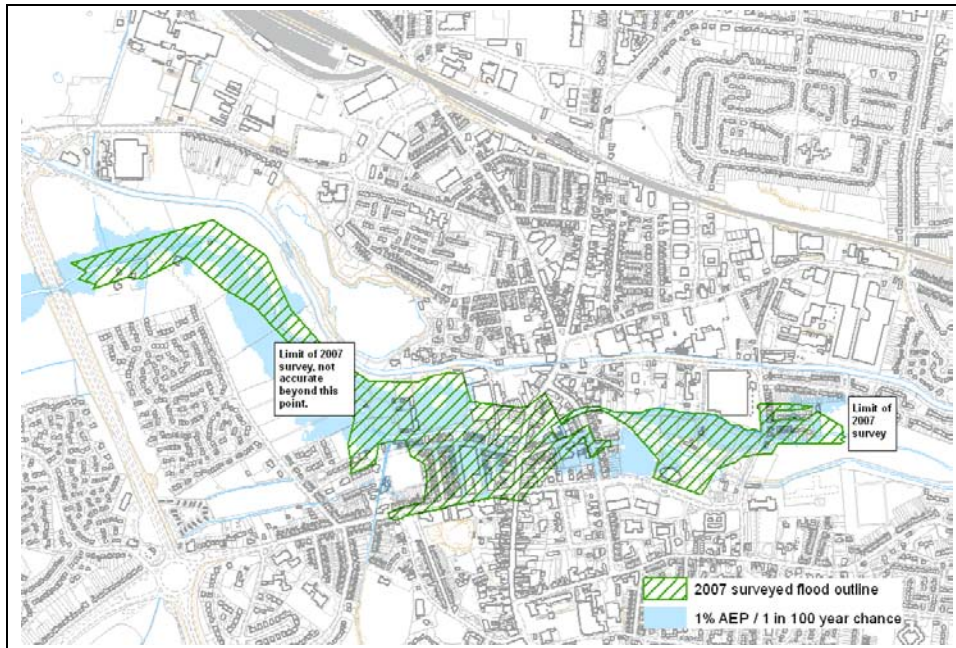 Limit of 2007
survey, not
accurate
beyond this
point.
Limit of
2007
survey
2007 surveyed flood outline
1% AEP / 1 in 100 year chance